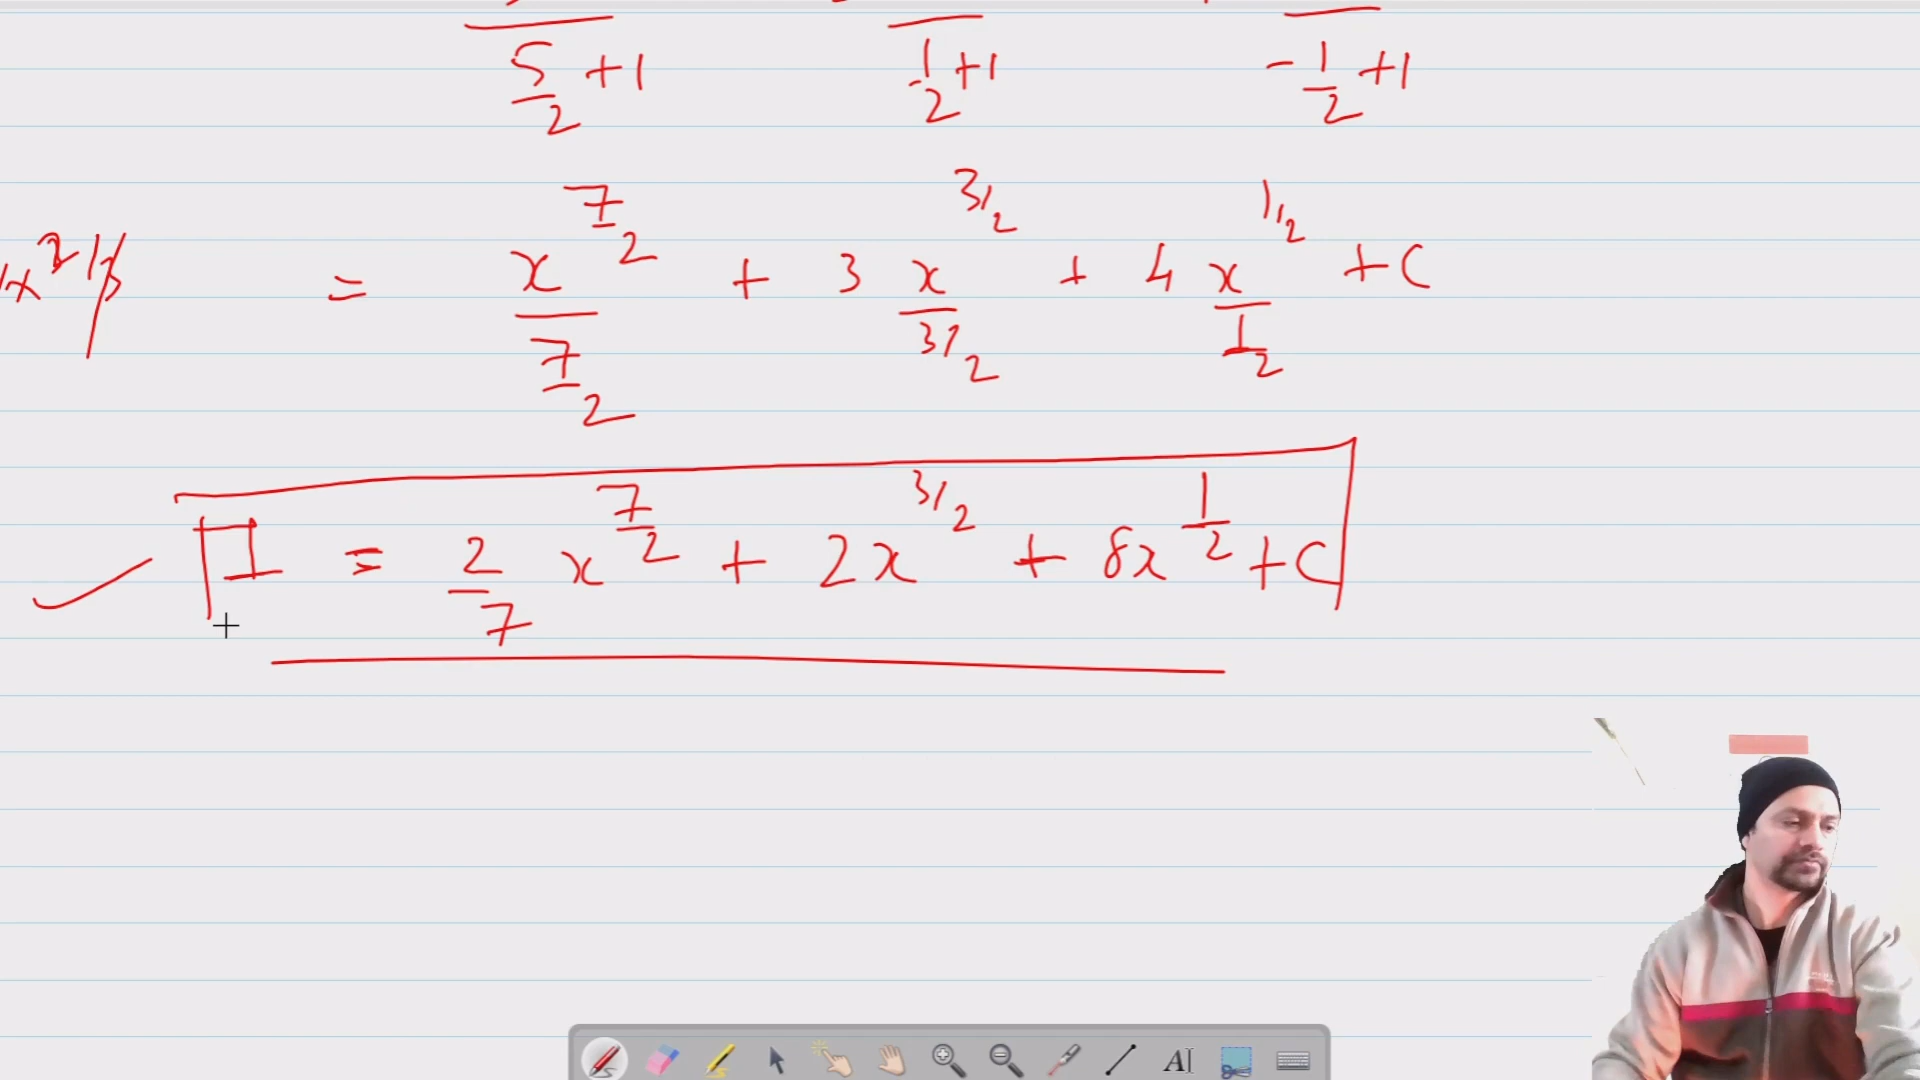 5/2 + 1   1/2 + 1   - 1/2 + 1
= x^7/2 / 7/2 + 3 x^3/2 / 3/2 + 4 x^1/2 / 1/2 + C
I = 2/7 x^7/2 + 2x^3/2 + 8x^1/2 + C
AI